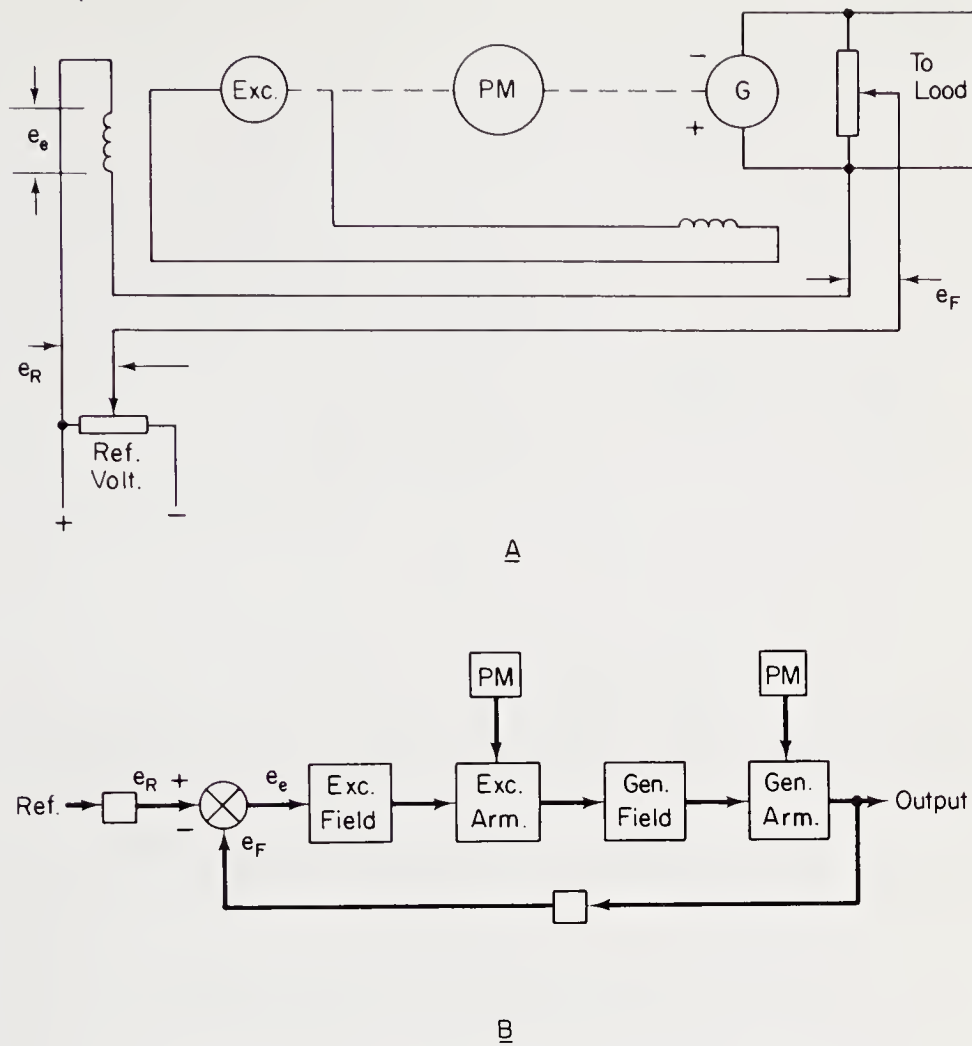 Exc.
PM
-
G
+
To
Lood
e_e
e_F
e_R
Ref.
Volt.
+
-
A
PM
PM
Ref.
e_R
+
-
e_e
e_F
Exc.
Field
Exc.
Arm.
Gen.
Field
Gen.
Arm.
Output
B